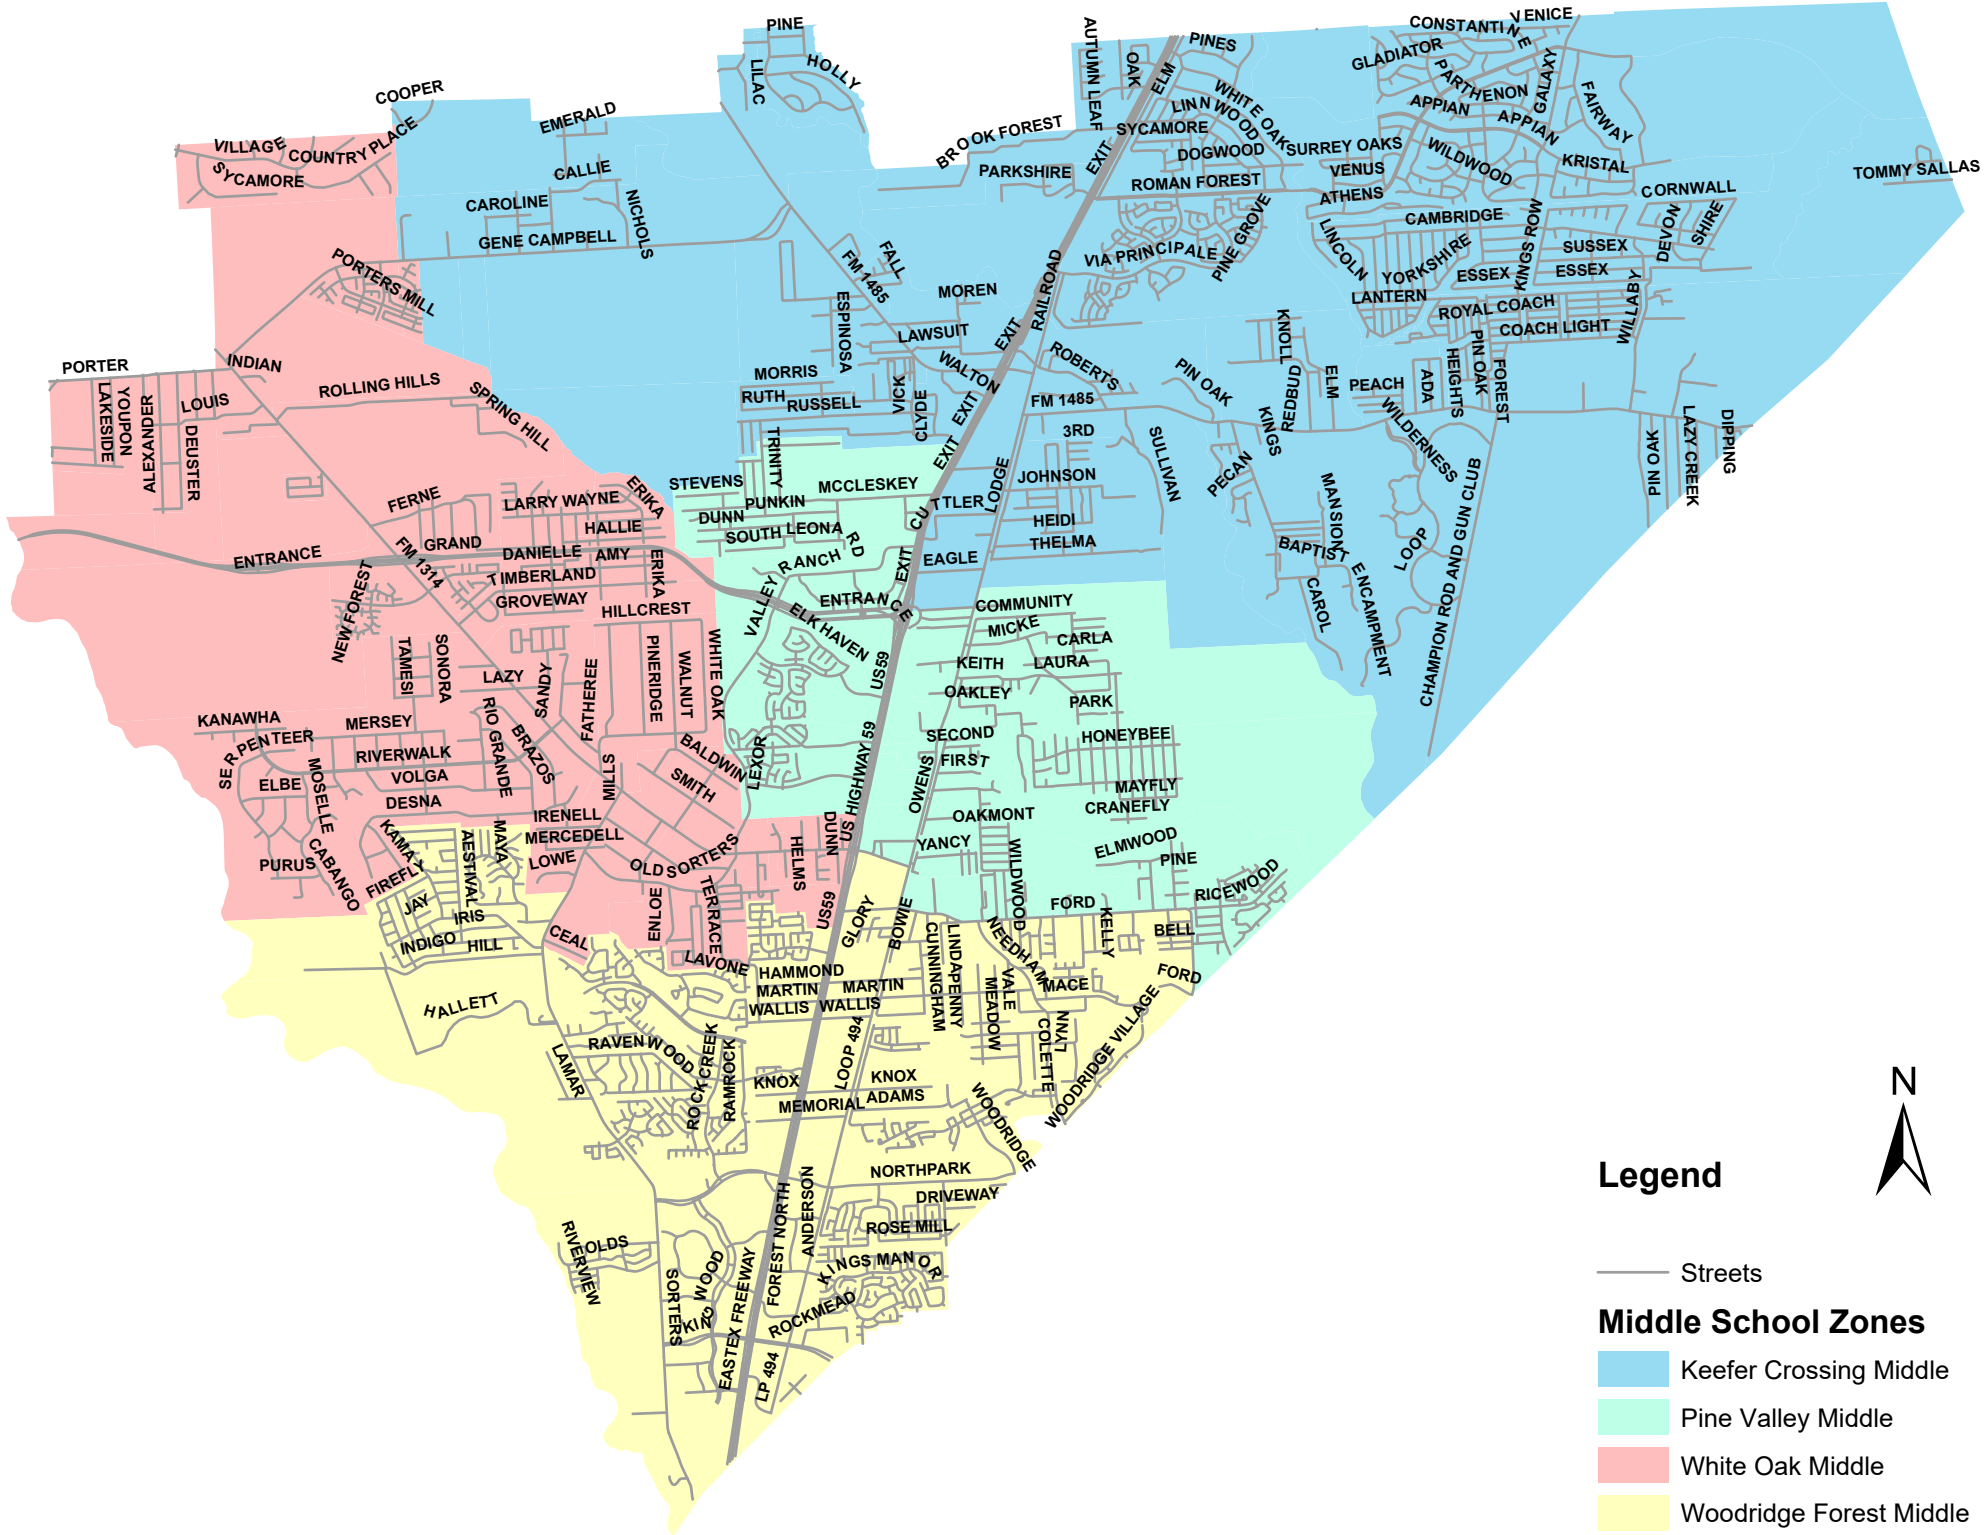 PINE
VENICE
CONSTANTINE
AUTUMN LEAF
OAK
PINES
GLADIATOR
GALAXY
LILAC
HOLLY
ELM
PARTHENON
FAIRWAY
COOPER
EMERALD
LINNWOOD
WHITE OAK
APPIAN
APPIAN
VILLAGE
COUNTRY PLACE
BROOK FOREST
SYCAMORE
EXIT
DOGWOOD
SURREY OAKS
WILDWOOD
KRISTAL
SYCAMORE
CALLIE
PARKSHIRE
ROMAN FOREST
VENUS
TOMMY SALLAS
CAROLINE
NICHOLS
ATHENS
CORNWALL
GENE CAMPBELL
PINE GROVE
LINCOLN
CAMBRIDGE
KINGS ROW
DEVON
SHIRE
PORTERS MILL
FM 1485
FALL
VIA PRINCIPALE
YORKSHIRE
SUSSEX
ESSEX
ESSEX
ESPINOSA
MOREN
RAILROAD
LANTERN
ROYAL COACH
WILLABY
LAWSUIT
EXIT
KNOLL
COACH LIGHT
PORTER
INDIAN
WALTON
ROBERTS
PIN OAK
REDBUD
ELM
HEIGHTS
PIN OAK
FOREST
LAKESIDE
YOUPON
ALEXANDER
LOUIS
DEUSTER
ROLLING HILLS
SPRING HILL
MORRIS
RUTH
RUSSELL
VICK
CLYDE
EXIT
FM 1485
PEACH
ADA
WILDERNESS
TRINITY
EXIT
3RD
SULLIVAN
KINGS
PIN OAK
LAZY CREEK
DIPPING
FERNE
LARRY WAYNE
ERIKA
STEVENS
PUNKIN
MCCLESKEY
LODGE
JOHNSON
PECAN
MANSION
CHAMPION ROD AND GUN CLUB
HALLIE
DUNN
SOUTH
LEONA
RD
CUTTLER
HEIDI
THELMA
LOOP
ENTRANCE
GRAND
DANIELLE
AMY
ERIKA
RANCH
EXIT
EAGLE
BAPTIST
FM 1314
TIMBERLAND
GROVEWAY
HILLCREST
VALLEY
ENTRANCE
COMMUNITY
CAROL
ENCAMPMENT
NEW FOREST
TAMESI
SONORA
LAZY
SANDY
FATHEREE
PINERIDGE
WALNUT
WHITE OAK
ELK HAVEN
US59
MICKE
CARLA
KEITH
LAURA
OAKLEY
PARK
KANAWHA
MERSEY
RIO GRANDE
BRAZOS
BALDWIN
SECOND
HONEYBEE
SERPENTEER
RIVERWALK
MILLS
SMITH
LEXOR
US HIGHWAY 59
OWENS
FIRST
ELBE
MOSELLE
VOLGA
MAYFLY
DESNA
IRENELL
DUNN
OAKMONT
CRANEFLY
KAMAY
AESTIVAL
MAYA
MERCEDELL
LOWE
OLD SORTERS
HELMS
YANCY
WILDWOOD
ELMWOOD
PINE
PURUS
CABANGO
FIREFLY
JAY
IRIS
ENLOE
TERRACE
US59
GLORY
BOWIE
FORD
KELLY
RICEWOOD
INDIGO
HILL
CEAL
LAVONE
HAMMOND
CUNNINGHAM
LINDA
PENNY
NEEDHAM
BELL
MARTIN
MARTIN
VALE
MEADOW
MACE
FORD
HALLETT
WALLIS
WALLIS
LAMAR
RAVENWOOD
ROCK CREEK
RAMROCK
LOOP 494
COLETTE
LYNN
WOODRIDGE VILLAGE
KNOX
KNOX
MEMORIAL
ADAMS
WOODRIDGE
NORTHPARK
ANDERSON
DRIVEWAY
RIVERVIEW
OLDS
ROSE MILL
SORTERS
KINGWOOD
EASTEX FREEWAY
FOREST NORTH
KINGS MANOR
ROCKMEAD
LP 494
N
Legend
Streets
Middle School Zones
Keefer Crossing Middle
Pine Valley Middle
White Oak Middle
Woodridge Forest Middle